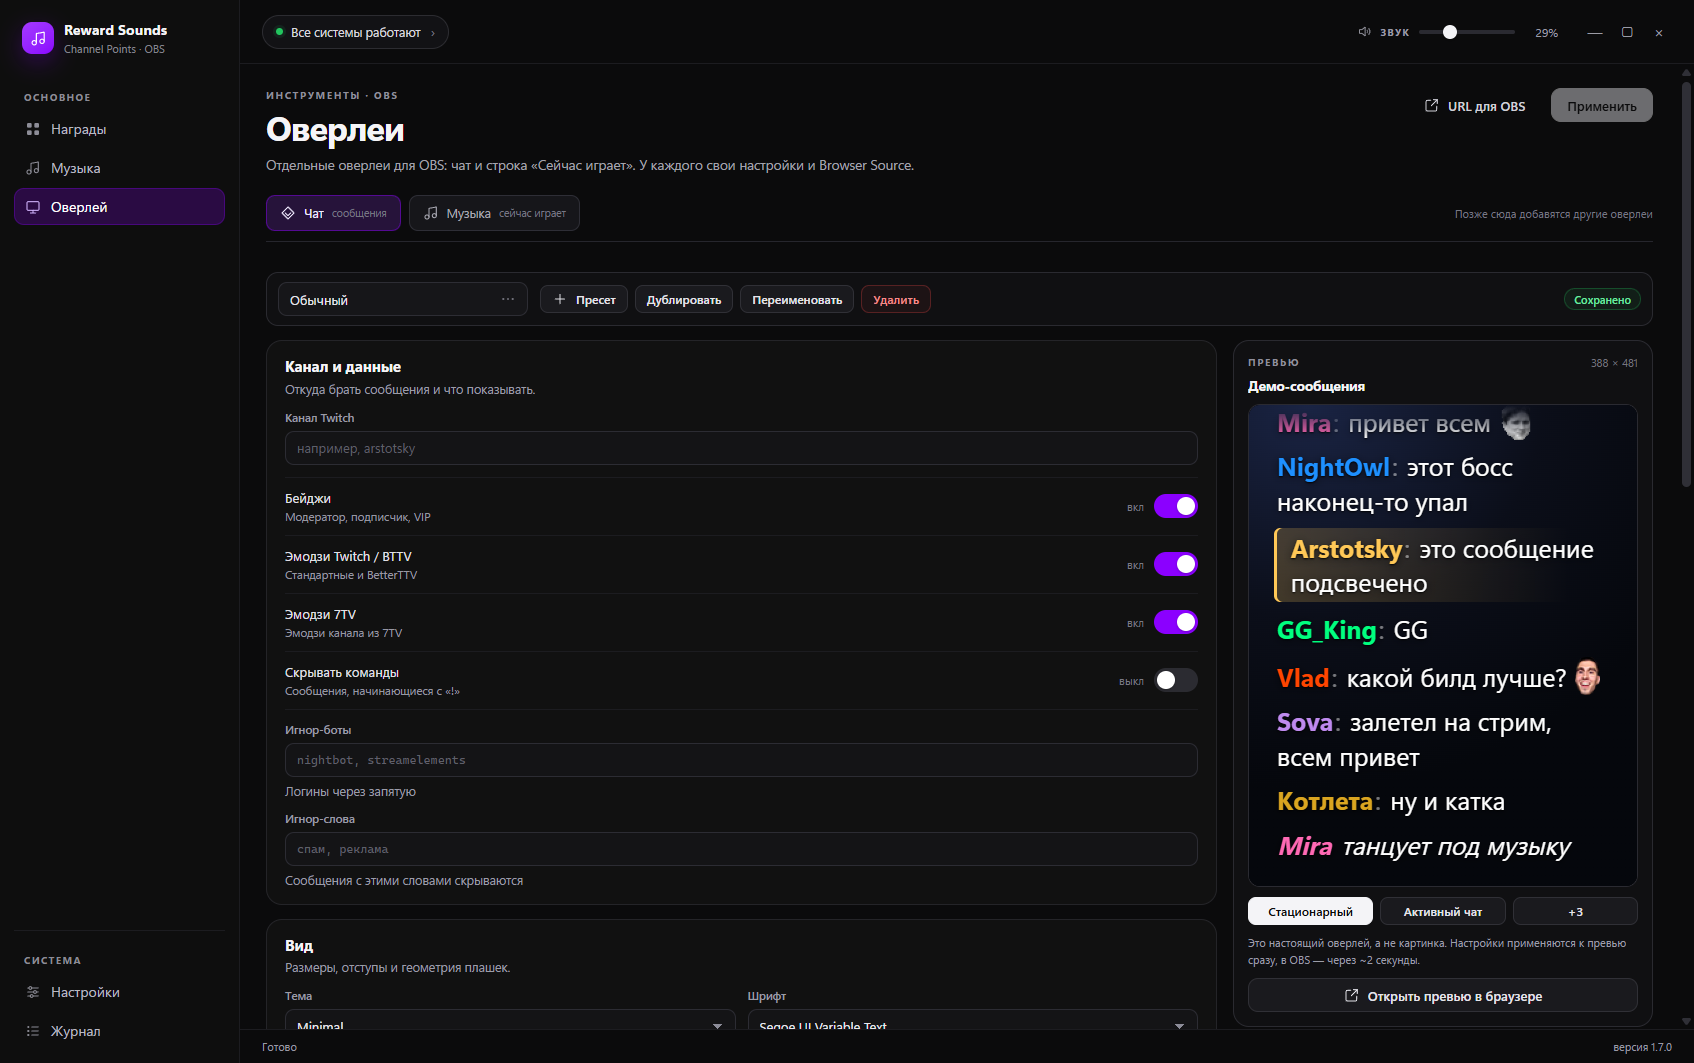 Reward Sounds
Channel Points · OBS
ОСНОВНОЕ
Награды
Музыка
Оверлей
СИСТЕМА
Настройки
Журнал
Все системы работают ›
ЗВУК
29%
ИНСТРУМЕНТЫ · OBS
Оверлеи
Отдельные оверлеи для OBS: чат и строка «Сейчас играет». У каждого свои настройки и Browser Source.
URL для OBS
Применить
Чат сообщения
Музыка сейчас играет
Позже сюда добавятся другие оверлеи
Обычный ···
+ Пресет
Дублировать
Переименовать
Удалить
Сохранено
Канал и данные
Откуда брать сообщения и что показывать.
Канал Twitch
например, arstotsky
Бейджи
Модератор, подписчик, VIP
вкл
Эмодзи Twitch / BTTV
Стандартные и BetterTTV
вкл
Эмодзи 7TV
Эмодзи канала из 7TV
вкл
Скрывать команды
Сообщения, начинающиеся с «!»
выкл
Игнор-боты
nightbot, streamelements
Логины через запятую
Игнор-слова
спам, реклама
Сообщения с этими словами скрываются
Вид
Размеры, отступы и геометрия плашек.
Тема
Minimal
Шрифт
Segoe UI Variable Text
ПРЕВЬЮ
388 × 481
Демо-сообщения
Mira: привет всем
NightOwl: этот босс
наконец-то упал
Arstotsky: это сообщение
подсвечено
GG_King: GG
Vlad: какой билд лучше?
Sova: залетел на стрим,
всем привет
Котлета: ну и катка
Mira танцует под музыку
Стационарный
Активный чат
+3
Это настоящий оверлей, а не картинка. Настройки применяются к превью
сразу, в OBS — через ~2 секунды.
Открыть превью в браузере
Готово
версия 1.7.0